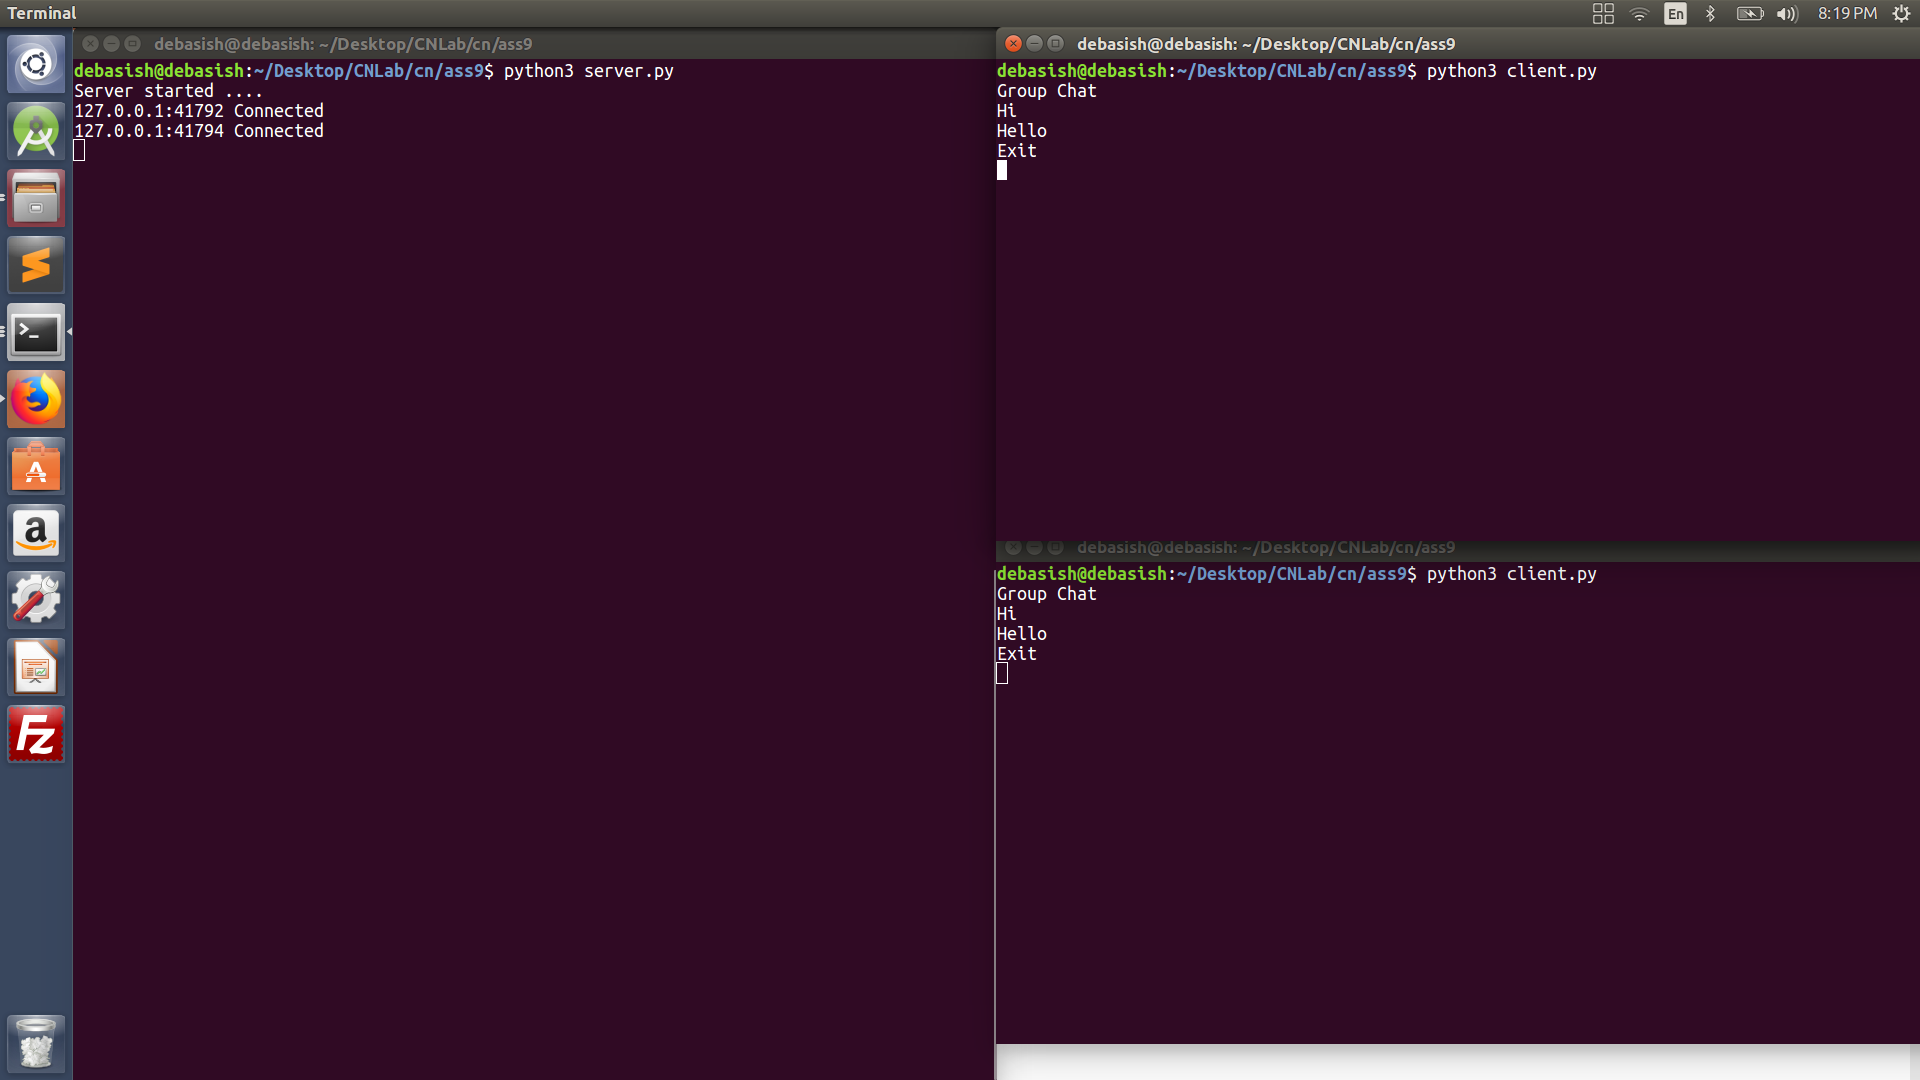 Terminal
En
8:19 PM
debasish@debasish: ~/Desktop/CNLab/cn/ass9
debasish@debasish:~/Desktop/CNLab/cn/ass9$ python3 server.py
Server started ....
127.0.0.1:41792 Connected
127.0.0.1:41794 Connected
debasish@debasish: ~/Desktop/CNLab/cn/ass9
debasish@debasish:~/Desktop/CNLab/cn/ass9$ python3 client.py
Group Chat
Hi
Hello
Exit
debasish@debasish: ~/Desktop/CNLab/cn/ass9
debasish@debasish:~/Desktop/CNLab/cn/ass9$ python3 client.py
Group Chat
Hi
Hello
Exit
>_
A
a
Fz